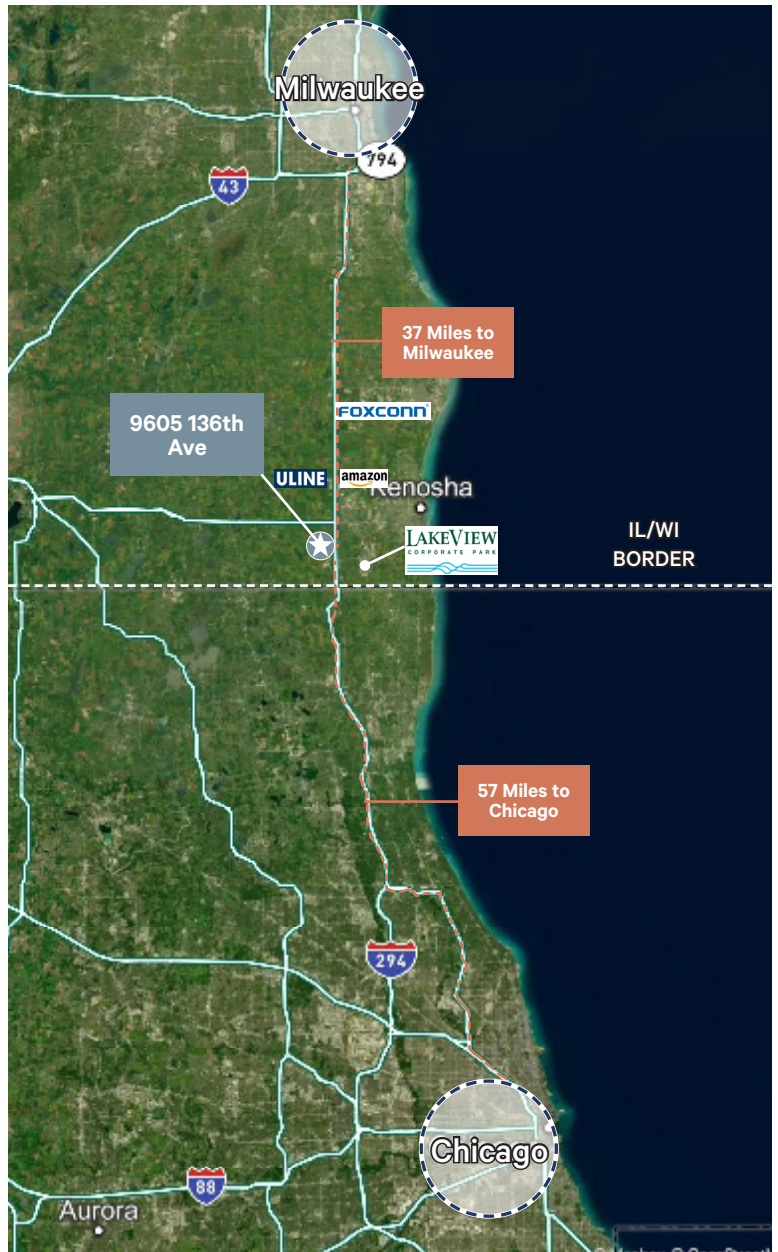 Milwaukee
794
43
37 Miles to
Milwaukee
FOXCONN
9605 136th
Ave
ULINE
amazon
Kenosha
LAKEVIEW
CORPORATE PARK
IL/WI
BORDER
57 Miles to
Chicago
294
Chicago
88
Aurora